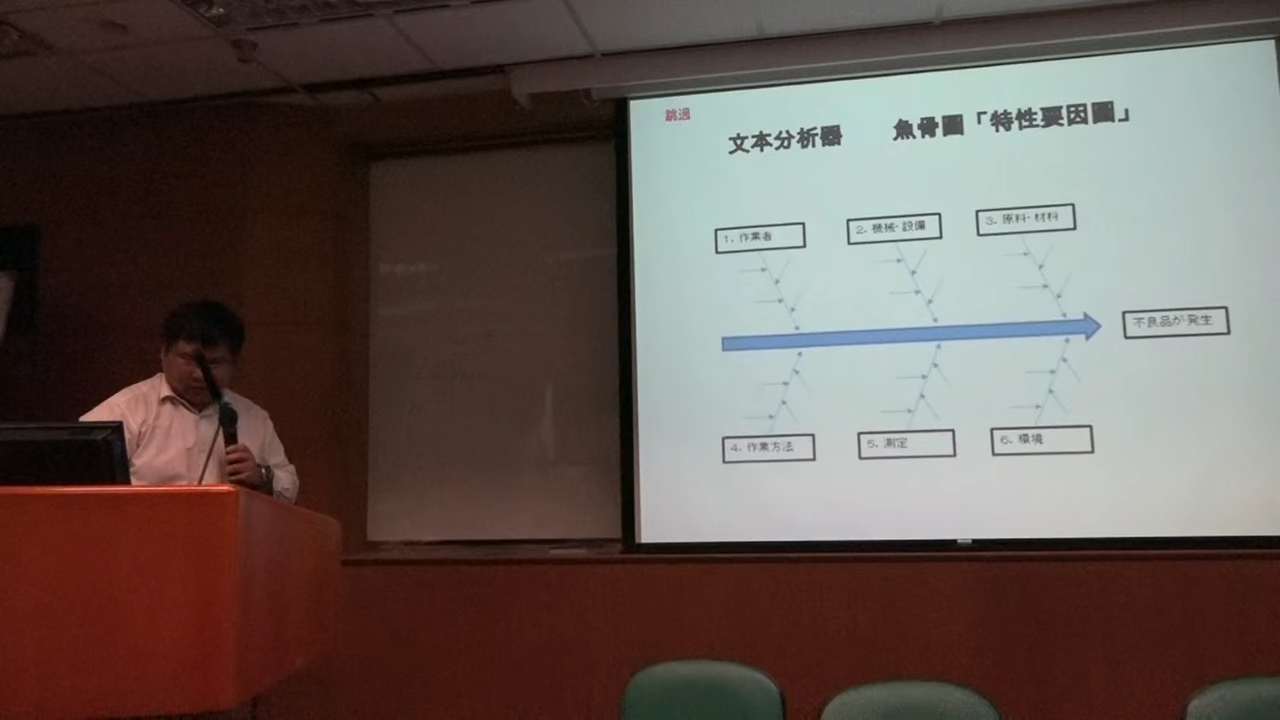 跳過
文本分析器 魚骨圖「特性要因圖」
1. 作業者
2. 機械・設備
3. 原料・材料
不良品が発生
4. 作業方法
5. 測定
6. 環境